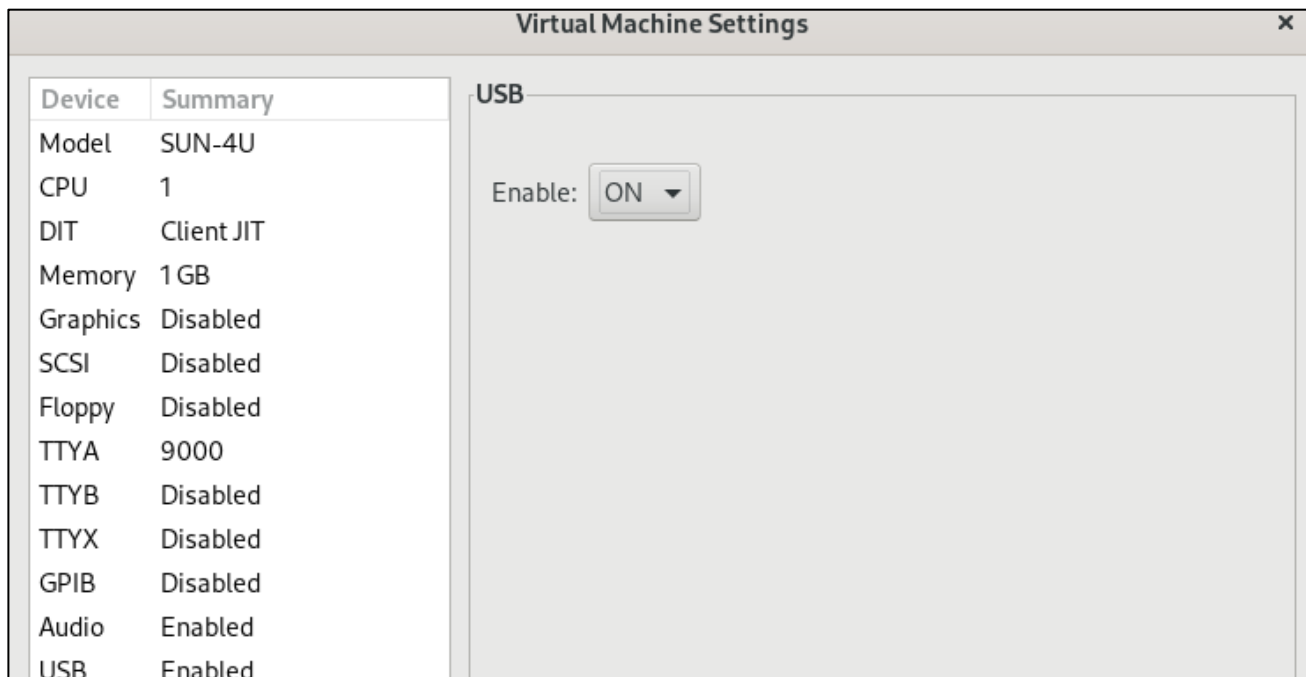 Virtual Machine Settings ×
Device Summary
Model SUN-4U
CPU 1
DIT Client JIT
Memory 1 GB
Graphics Disabled
SCSI Disabled
Floppy Disabled
TTYA 9000
TTYB Disabled
TTYX Disabled
GPIB Disabled
Audio Enabled
USB Enabled
USB
Enable: ON